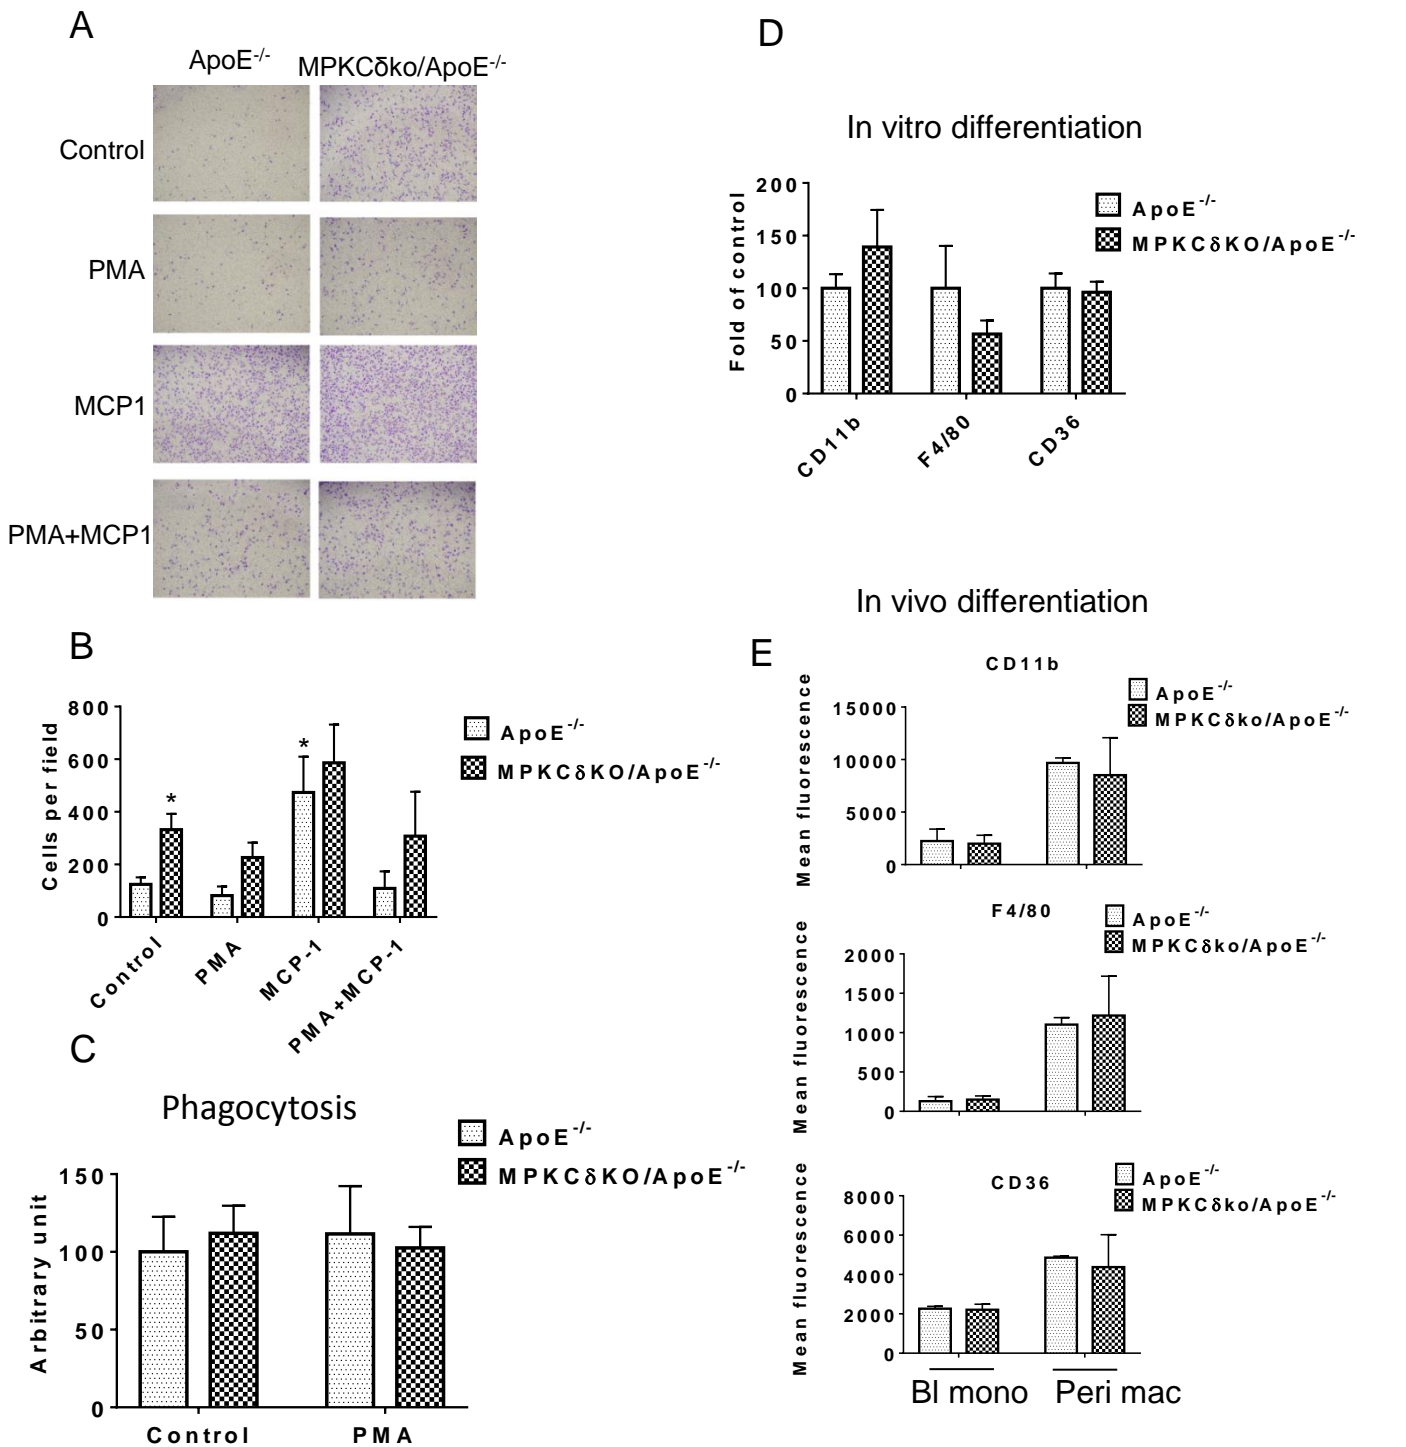 A
ApoE-/-
MPKCδko/ApoE-/-
Control
PMA
MCP1
PMA+MCP1
B
Cells per field
800
600
400
200
0
*
*
Control
PMA
MCP-1
PMA+MCP-1
ApoE-/-
MPKCδKO/ApoE-/-
C
Phagocytosis
Arbitrary unit
150
100
50
0
Control
PMA
ApoE-/-
MPKCδKO/ApoE-/-
D
In vitro differentiation
Fold of control
200
150
100
50
0
CD11b
F4/80
CD36
ApoE-/-
MPKCδKO/ApoE-/-
In vivo differentiation
E
CD11b
Mean fluorescence
15000
10000
5000
0
ApoE-/-
MPKCδko/ApoE-/-
F4/80
Mean fluorescence
2000
1500
1000
500
0
ApoE-/-
MPKCδko/ApoE-/-
CD36
Mean fluorescence
8000
6000
4000
2000
0
ApoE-/-
MPKCδko/ApoE-/-
Bl mono
Peri mac